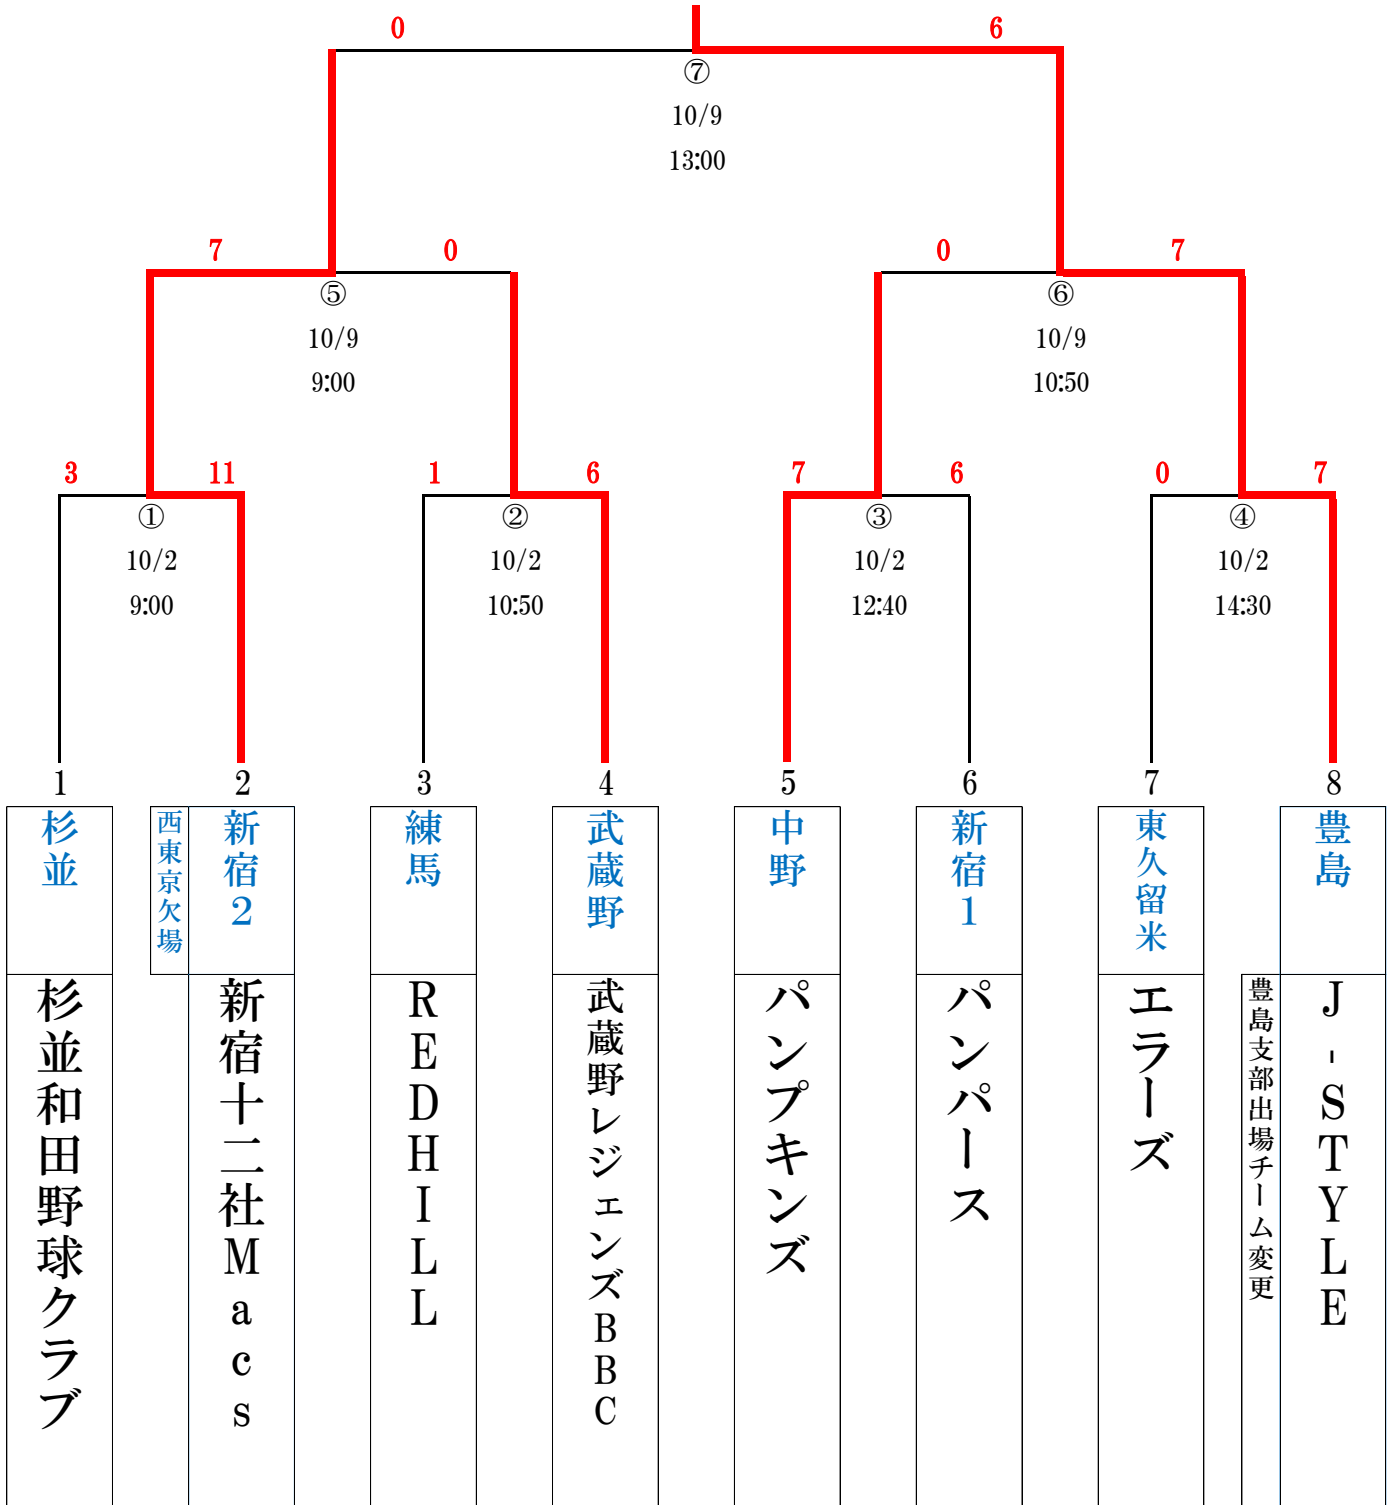 0
6
⑦
10/9
13:00
7
0
0
7
⑤
10/9
9:00
⑥
10/9
10:50
3
11
1
6
7
6
0
7
①
10/2
9:00
②
10/2
10:50
③
10/2
12:40
④
10/2
14:30
1
2
3
4
5
6
7
8
杉並
西東京欠場
新宿2
練馬
武蔵野
中野
新宿1
東久留米
豊島
杉並和田野球クラブ
新宿十二社Macs
REDHILL
武蔵野レジェンズBBC
パンプキンズ
パンパース
エラーズ
豊島支部出場チーム変更
J-STYLE